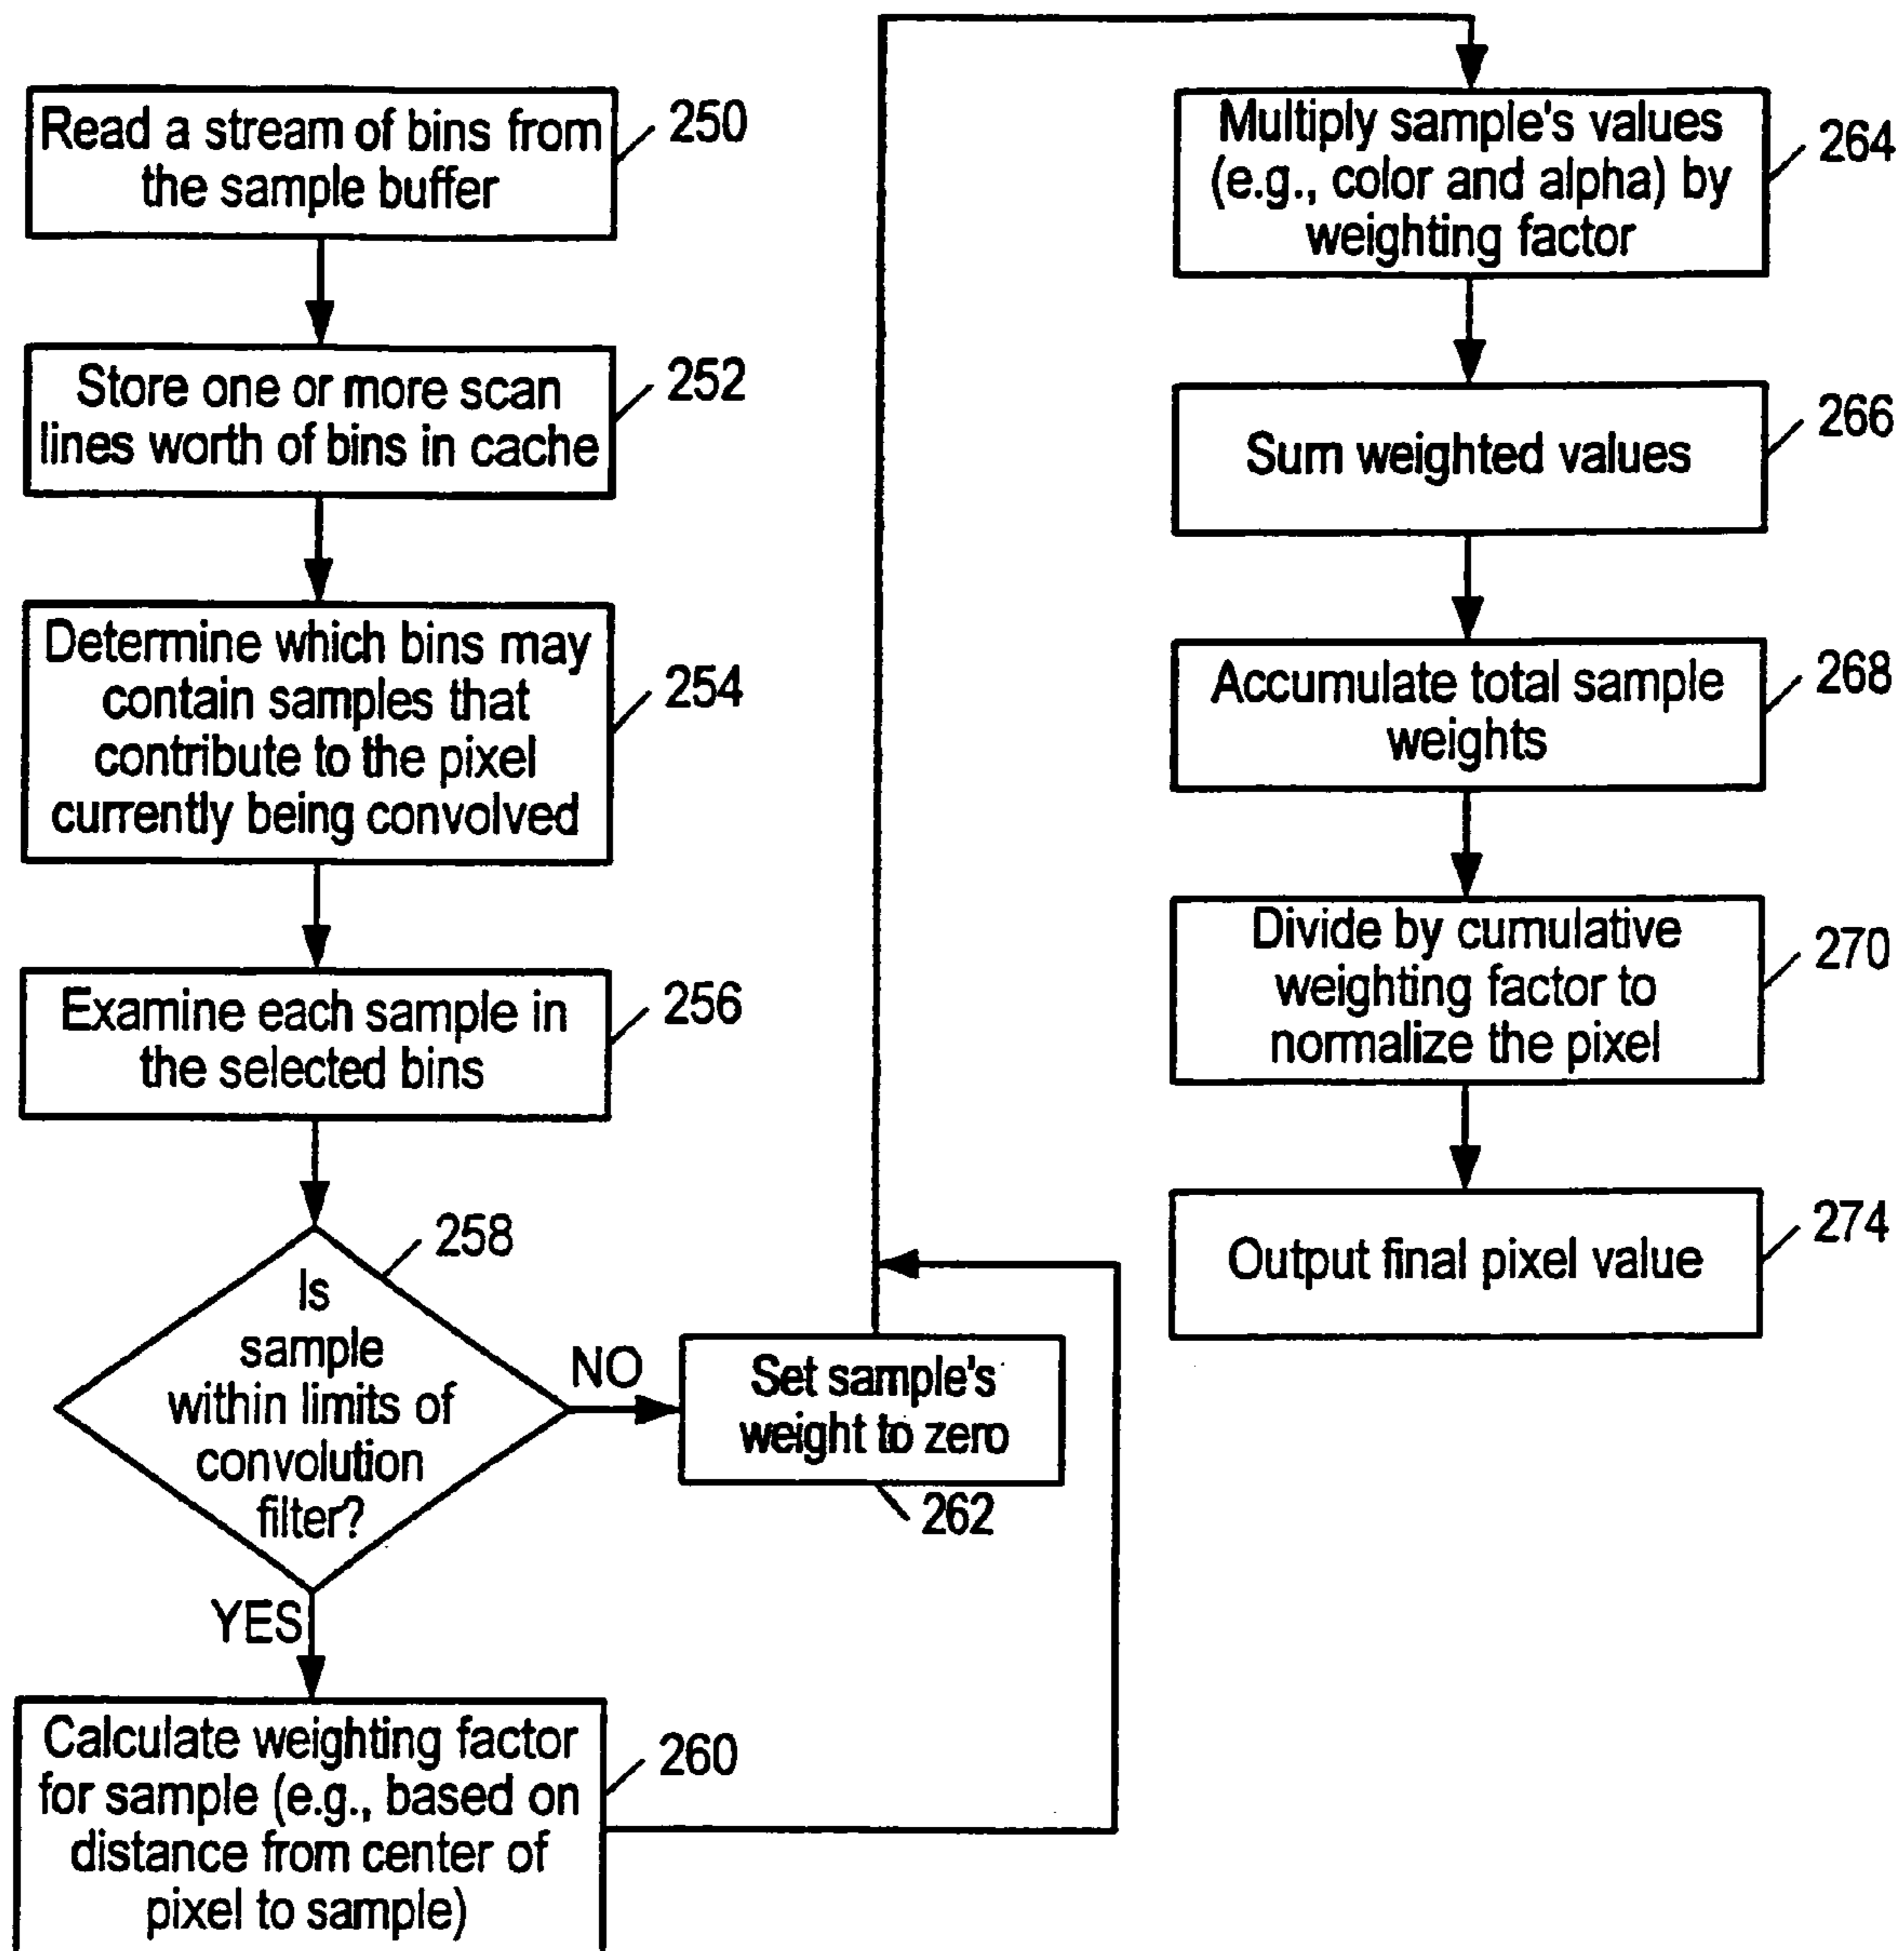 Read a stream of bins from
the sample buffer
250
Store one or more scan
lines worth of bins in cache
252
Determine which bins may
contain samples that
contribute to the pixel
currently being convolved
254
Examine each sample in
the selected bins
256
258
Is
sample
within limits of
convolution
filter?
NO
Set sample's
weight to zero
262
YES
Calculate weighting factor
for sample (e.g., based on
distance from center of
pixel to sample)
260
Multiply sample's values
(e.g., color and alpha) by
weighting factor
264
Sum weighted values
266
Accumulate total sample
weights
268
Divide by cumulative
weighting factor to
normalize the pixel
270
Output final pixel value
274